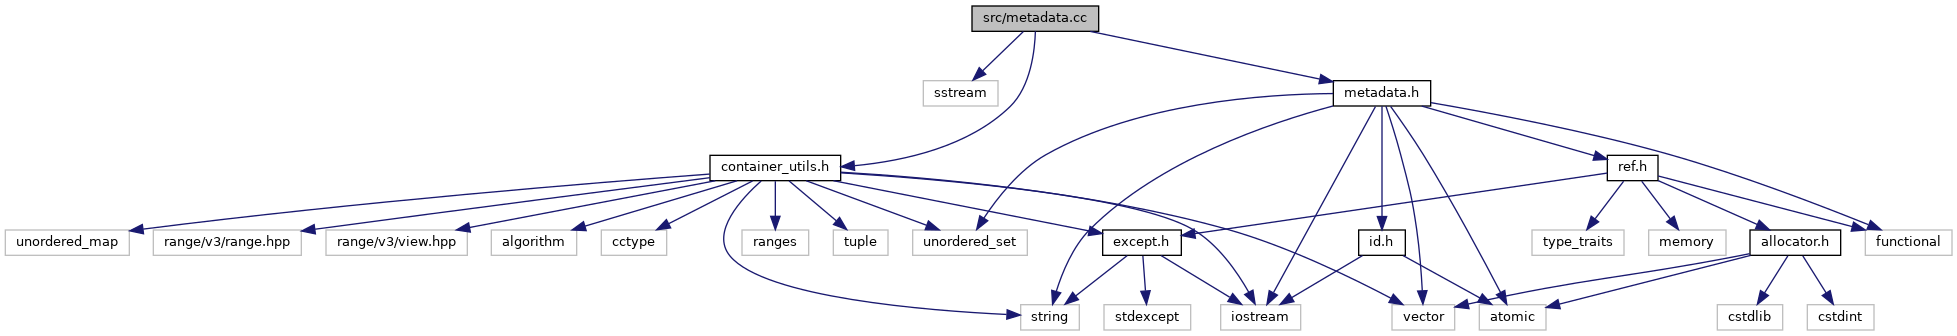 src/metadata.cc
sstream
metadata.h
container_utils.h
ref.h
unordered_map
range/v3/range.hpp
range/v3/view.hpp
algorithm
cctype
ranges
tuple
unordered_set
except.h
id.h
type_traits
memory
allocator.h
functional
string
stdexcept
iostream
vector
atomic
cstdlib
cstdint